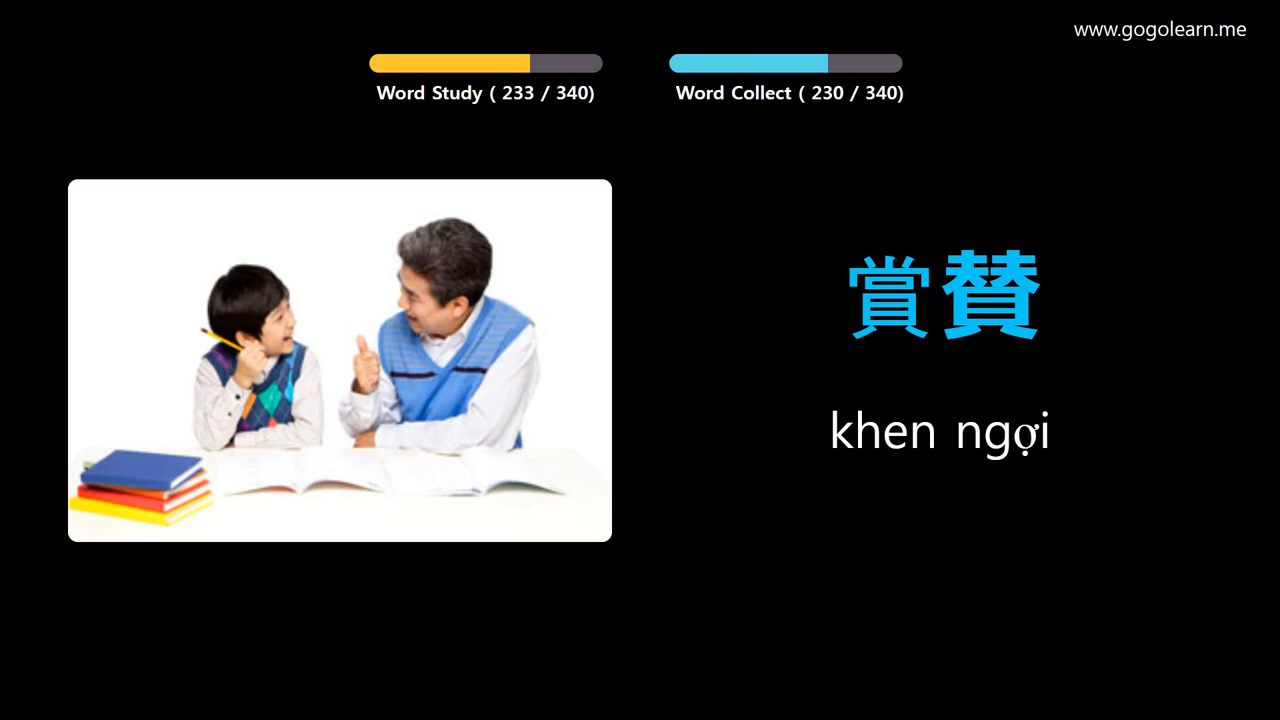 www.gogolearn.me
Word Study ( 233 / 340)
Word Collect ( 230 / 340)
賞賛
khen ngợi